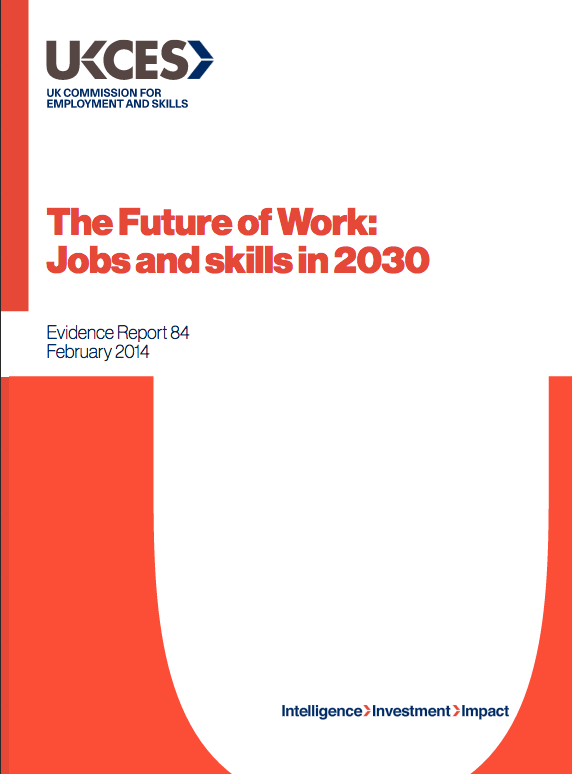 UKCES
UK COMMISSION FOR
EMPLOYMENT AND SKILLS
The Future of Work:
Jobs and skills in 2030
Evidence Report 84
February 2014
Intelligence>Investment>Impact